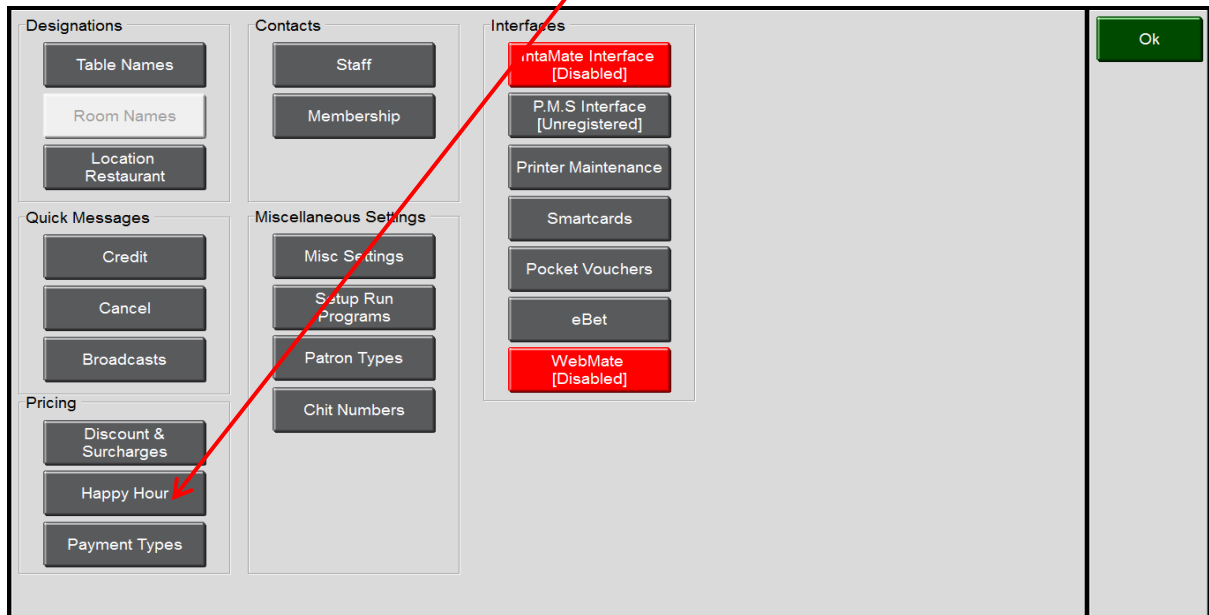 Designations
Table Names
Room Names
Location
Restaurant
Quick Messages
Credit
Cancel
Broadcasts
Pricing
Discount &
Surcharges
Happy Hour
Payment Types
Contacts
Staff
Membership
Miscellaneous Settings
Misc Settings
Setup Run
Programs
Patron Types
Chit Numbers
Interfaces
IntaMate Interface
[Disabled]
P.M.S Interface
[Unregistered]
Printer Maintenance
Smartcards
Pocket Vouchers
eBet
WebMate
[Disabled]
Ok